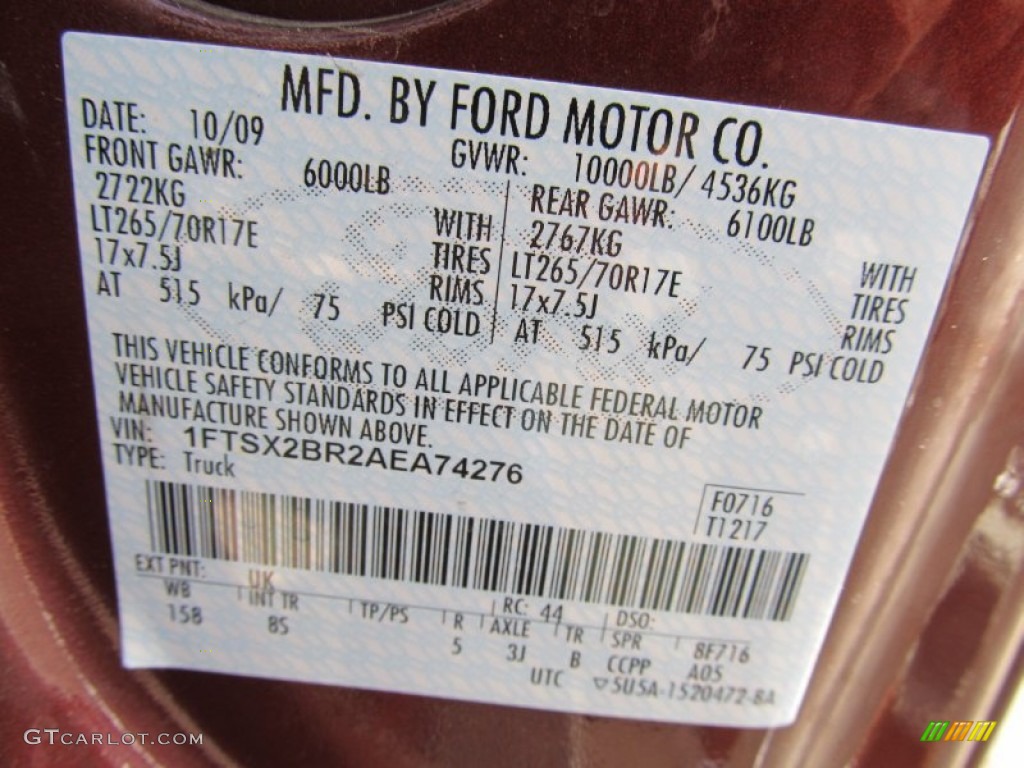 MFD. BY FORD MOTOR CO.
DATE: 10/09 GVWR: 10000LB/ 4536KG
FRONT GAWR: 6000LB REAR GAWR: 6100LB
2722KG WITH 2767KG WITH
LT265/70R17E TIRES LT265/70R17E TIRES
17x7.5J RIMS 17x7.5J RIMS
AT 515 kPa/ 75 PSI COLD AT 515 kPa/ 75 PSI COLD
THIS VEHICLE CONFORMS TO ALL APPLICABLE FEDERAL MOTOR
VEHICLE SAFETY STANDARDS IN EFFECT ON THE DATE OF
MANUFACTURE SHOWN ABOVE.
VIN: 1FTSX2BR2AEA74276
TYPE: Truck
F0716
T1217
EXT PNT: UK RC: 44 DSO:
WB INT TR TP/PS R AXLE TR SPR 8F716
158 85 5 3J B CCPP A05
UTC ▽5U5A-1520472-8A
GTCARLOT.COM